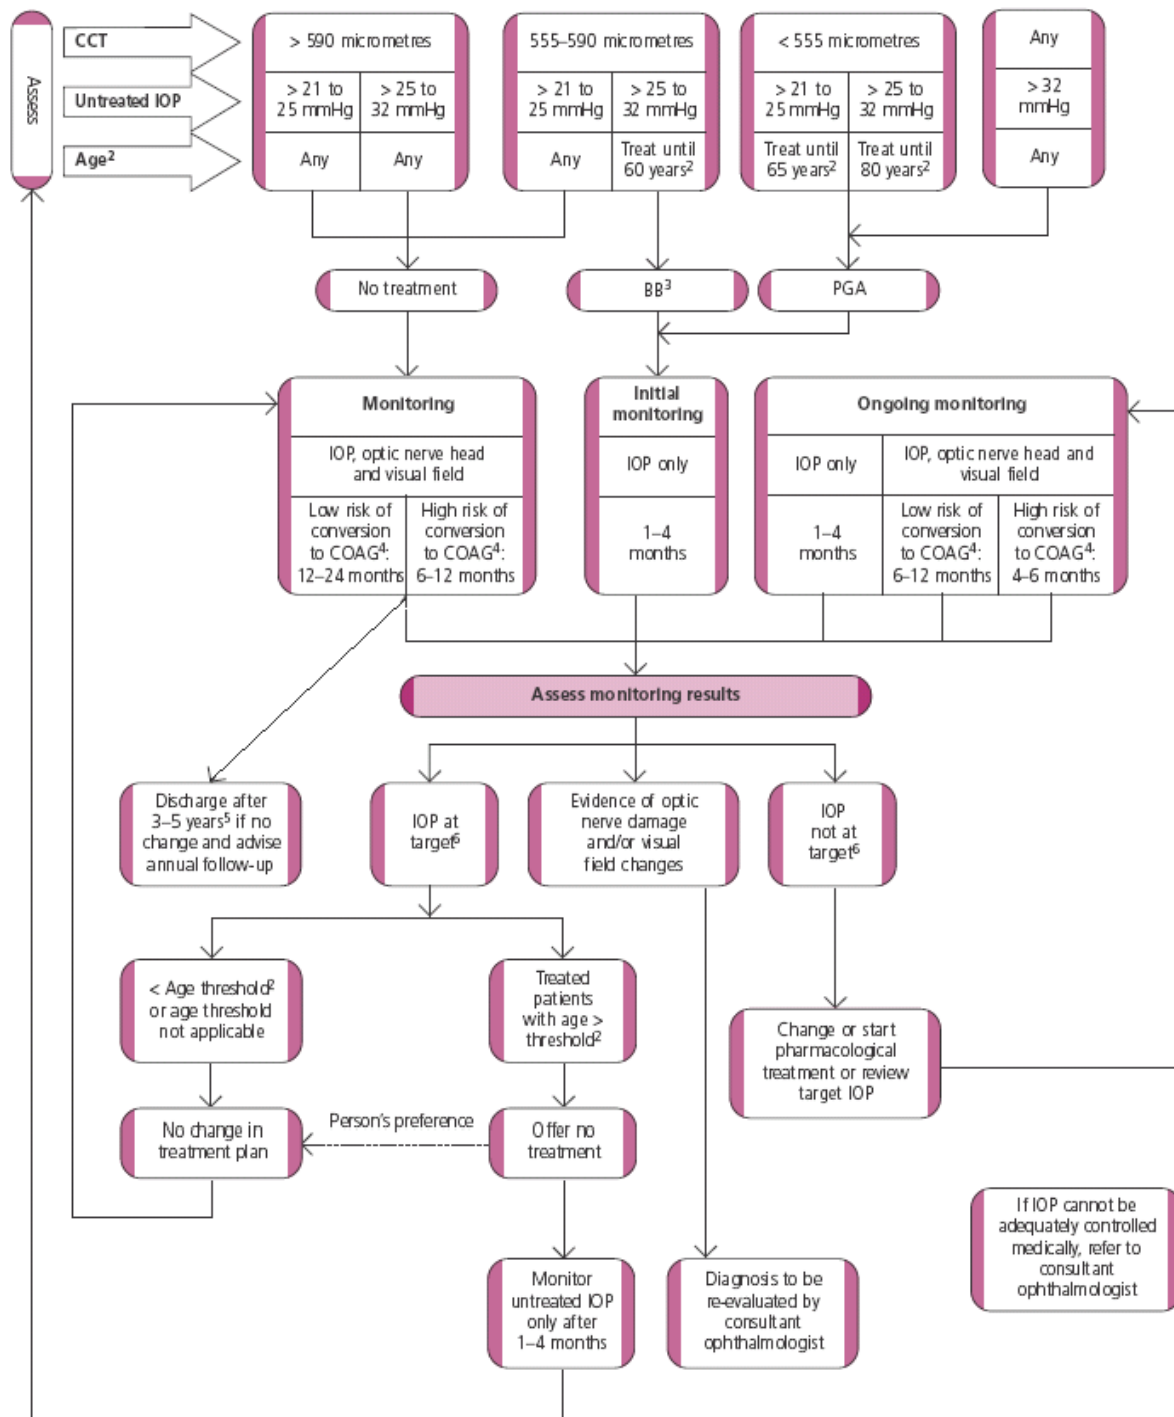 Assess
CCT
Untreated IOP
Age²
> 590 micrometres
> 21 to
25 mmHg
> 25 to
32 mmHg
Any
Any
555–590 micrometres
> 21 to
25 mmHg
> 25 to
32 mmHg
Any
Treat until
60 years²
< 555 micrometres
> 21 to
25 mmHg
> 25 to
32 mmHg
Treat until
65 years²
Treat until
80 years²
Any
> 32
mmHg
Any
No treatment
BB³
PGA
Monitoring
IOP, optic nerve head
and visual field
Low risk of
conversion
to COAG⁴:
12–24 months
High risk of
conversion
to COAG⁴:
6–12 months
Initial
monitoring
IOP only
1–4
months
Ongoing monitoring
IOP only
1–4
months
IOP, optic nerve head and
visual field
Low risk of
conversion
to COAG⁴:
6–12 months
High risk of
conversion
to COAG⁴:
4–6 months
Assess monitoring results
Discharge after
3–5 years⁵ if no
change and advise
annual follow-up
IOP at
target⁶
Evidence of optic
nerve damage
and/or visual
field changes
IOP
not at
target⁶
< Age threshold²
or age threshold
not applicable
Treated
patients
with age >
threshold²
Change or start
pharmacological
treatment or review
target IOP
No change in
treatment plan
Person's preference
Offer no
treatment
If IOP cannot be
adequately controlled
medically, refer to
consultant
ophthalmologist
Monitor
untreated IOP
only after
1–4 months
Diagnosis to be
re-evaluated by
consultant
ophthalmologist